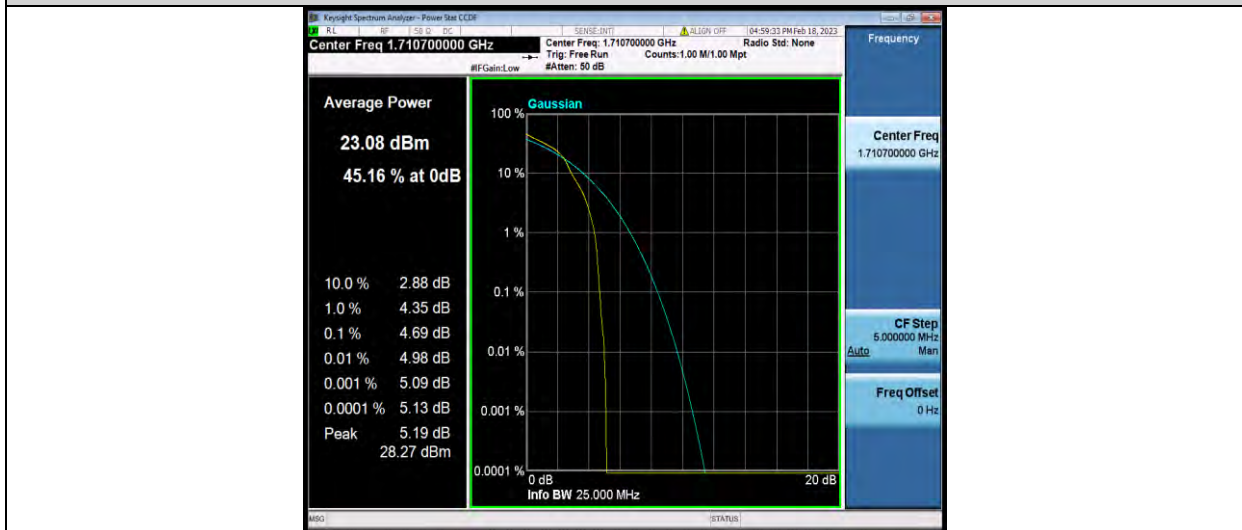 Keysight Spectrum Analyzer - Power Stat CCDF
RL RF 50 Ω DC SENSE:INT ALIGN OFF 04:59:33 PM Feb 18, 2023
Center Freq 1.710700000 GHz
Center Freq: 1.710700000 GHz Radio Std: None
Trig: Free Run Counts:1.00 M/1.00 Mpt
#IFGain:Low #Atten: 50 dB
Frequency
Average Power
23.08 dBm
45.16 % at 0dB
10.0 % 2.88 dB
1.0 % 4.35 dB
0.1 % 4.69 dB
0.01 % 4.98 dB
0.001 % 5.09 dB
0.0001 % 5.13 dB
Peak 5.19 dB
28.27 dBm
Gaussian
100 %
10 %
1 %
0.1 %
0.01 %
0.001 %
0.0001 %
0 dB 20 dB
Info BW 25.000 MHz
Center Freq
1.710700000 GHz
CF Step
5.000000 MHz
Auto Man
Freq Offset
0 Hz
MSG STATUS